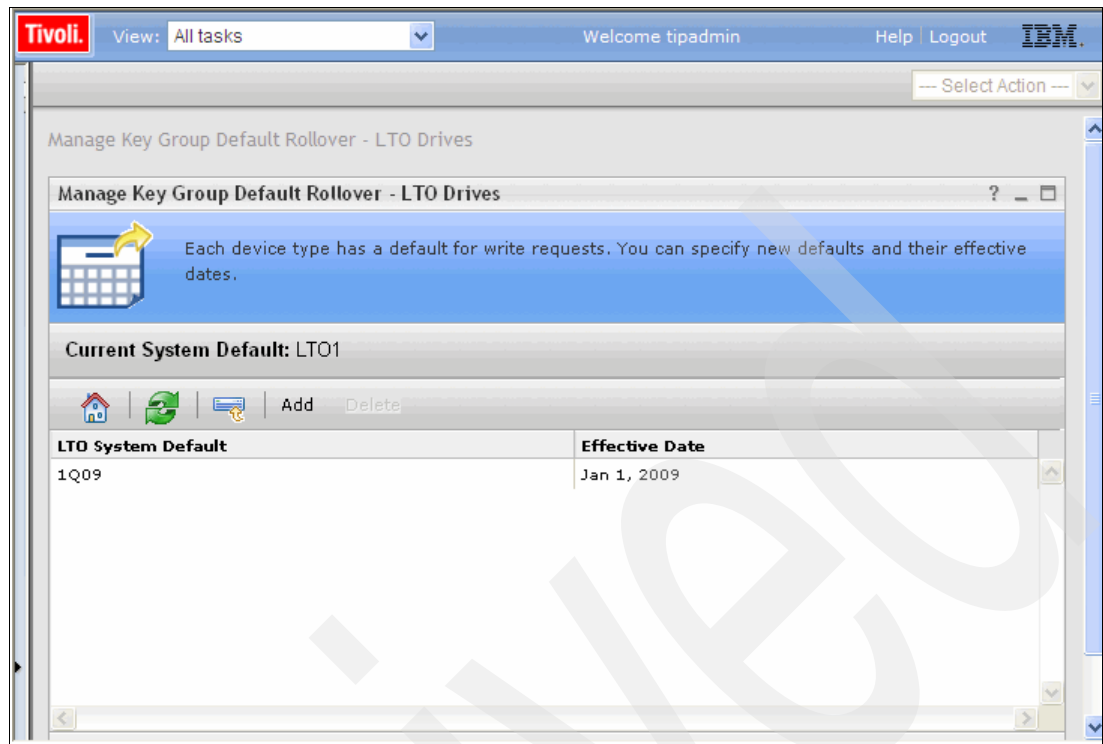 Tivoli. View: All tasks Welcome tipadmin Help Logout IBM.
--- Select Action ---
Manage Key Group Default Rollover - LTO Drives
Manage Key Group Default Rollover - LTO Drives ?
Each device type has a default for write requests. You can specify new defaults and their effective
dates.
Current System Default: LTO1
Add Delete
LTO System Default Effective Date
1Q09 Jan 1, 2009